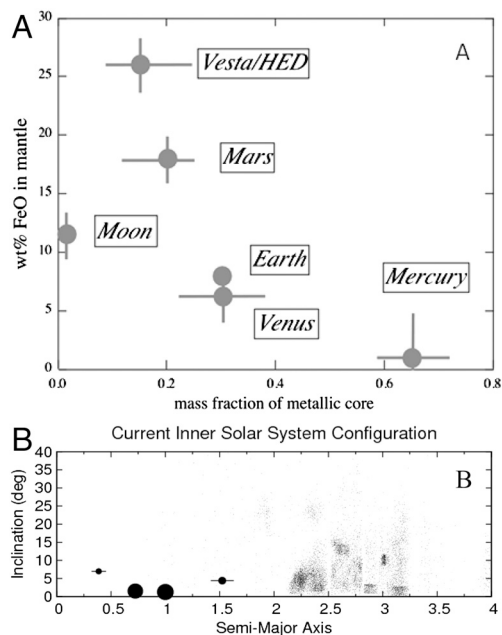 A
A
30
25
20
15
10
5
0
wt% FeO in mantle
Vesta/HED
Mars
Moon
Earth
Venus
Mercury
0.0 0.2 0.4 0.6 0.8
mass fraction of metallic core
B
Current Inner Solar System Configuration
B
40
35
30
25
20
15
10
5
0
Inclination (deg)
0 0.5 1 1.5 2 2.5 3 3.5 4
Semi-Major Axis